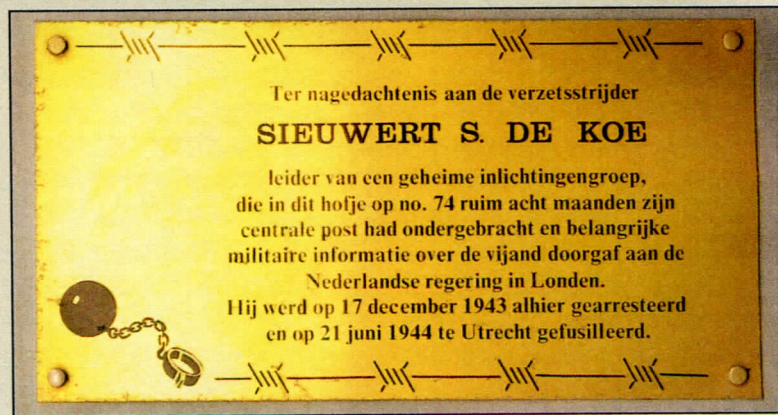 Ter nagedachtenis aan de verzetsstrijder
SIEUWERT S. DE KOE
leider van een geheime inlichtingengroep,
die in dit hofje op no. 74 ruim acht maanden zijn
centrale post had ondergebracht en belangrijke
militaire informatie over de vijand doorgaf aan de
Nederlandse regering in Londen.
Hij werd op 17 december 1943 alhier gearresteerd
en op 21 juni 1944 te Utrecht gefusilleerd.